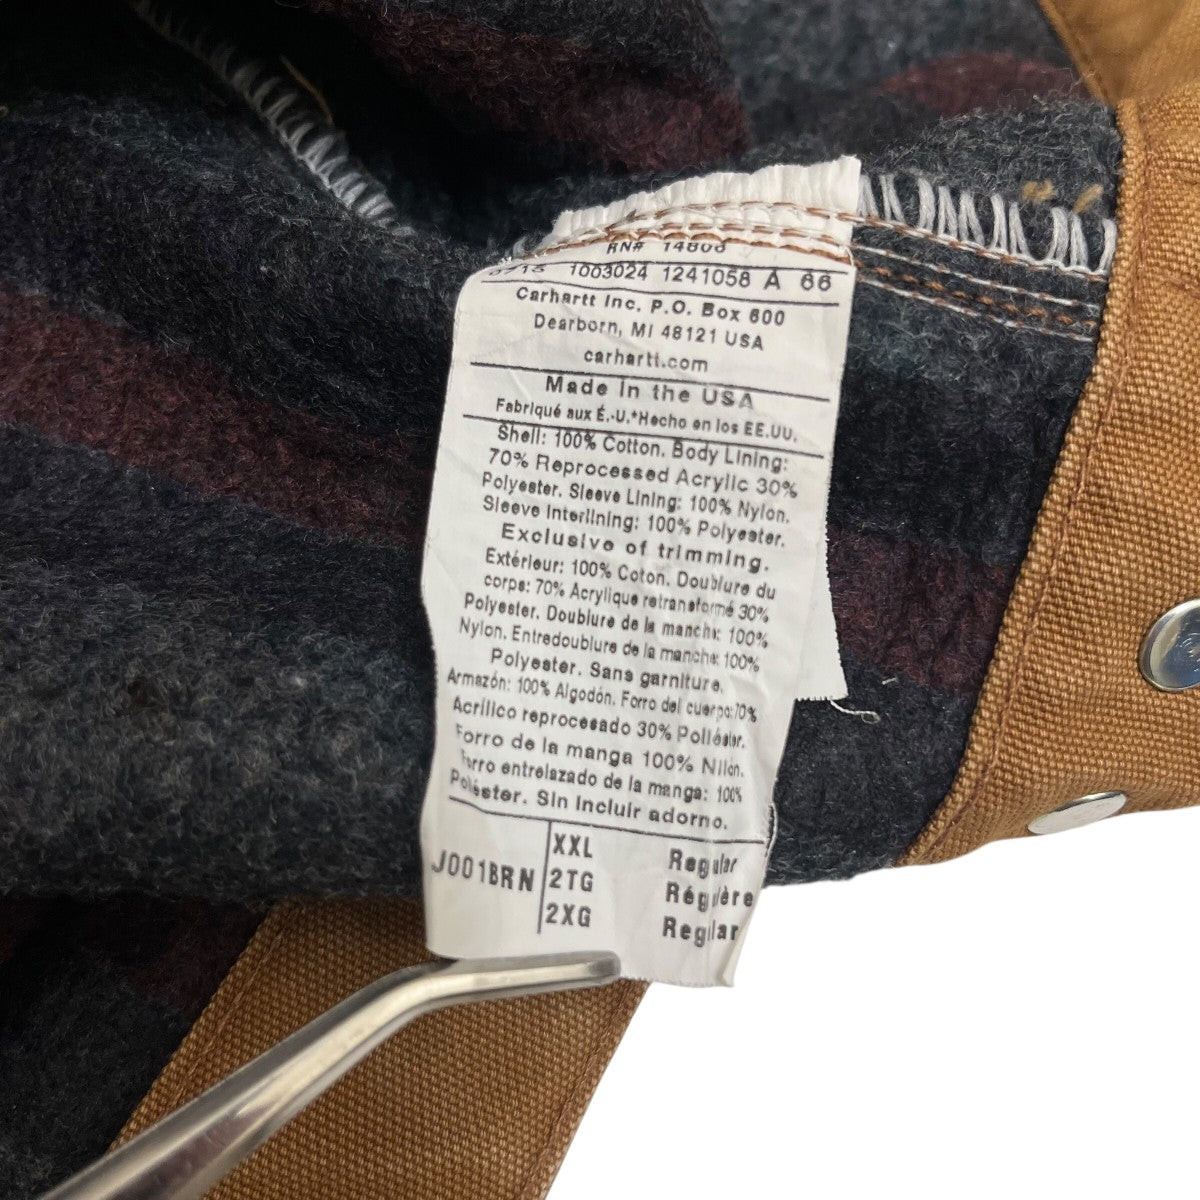 RN# 14806
0715 1003024 1241058 A 66
Carhartt Inc. P.O. Box 600
Dearborn, MI 48121 USA
carhartt.com
Made in the USA
Fabriqué aux É.-U.*Hecho en los EE.UU.
Shell: 100% Cotton. Body Lining:
70% Reprocessed Acrylic 30%
Polyester. Sleeve Lining: 100% Nylon.
Sleeve Interlining: 100% Polyester.
Exclusive of trimming.
Extérieur: 100% Coton. Doublure du
corps: 70% Acrylique retransformé 30%
Polyester. Doublure de la manche: 100%
Nylon. Entredoublure de la manche: 100%
Polyester. Sans garniture.
Armazón: 100% Algodón. Forro del cuerpo:70%
Acrílico reprocesado 30% Poliéster.
Forro de la manga 100% Nilón.
Forro entrelazado de la manga: 100%
Poliéster. Sin incluir adorno.
J001BRN
XXL Regular
2TG Régulère
2XG Regular